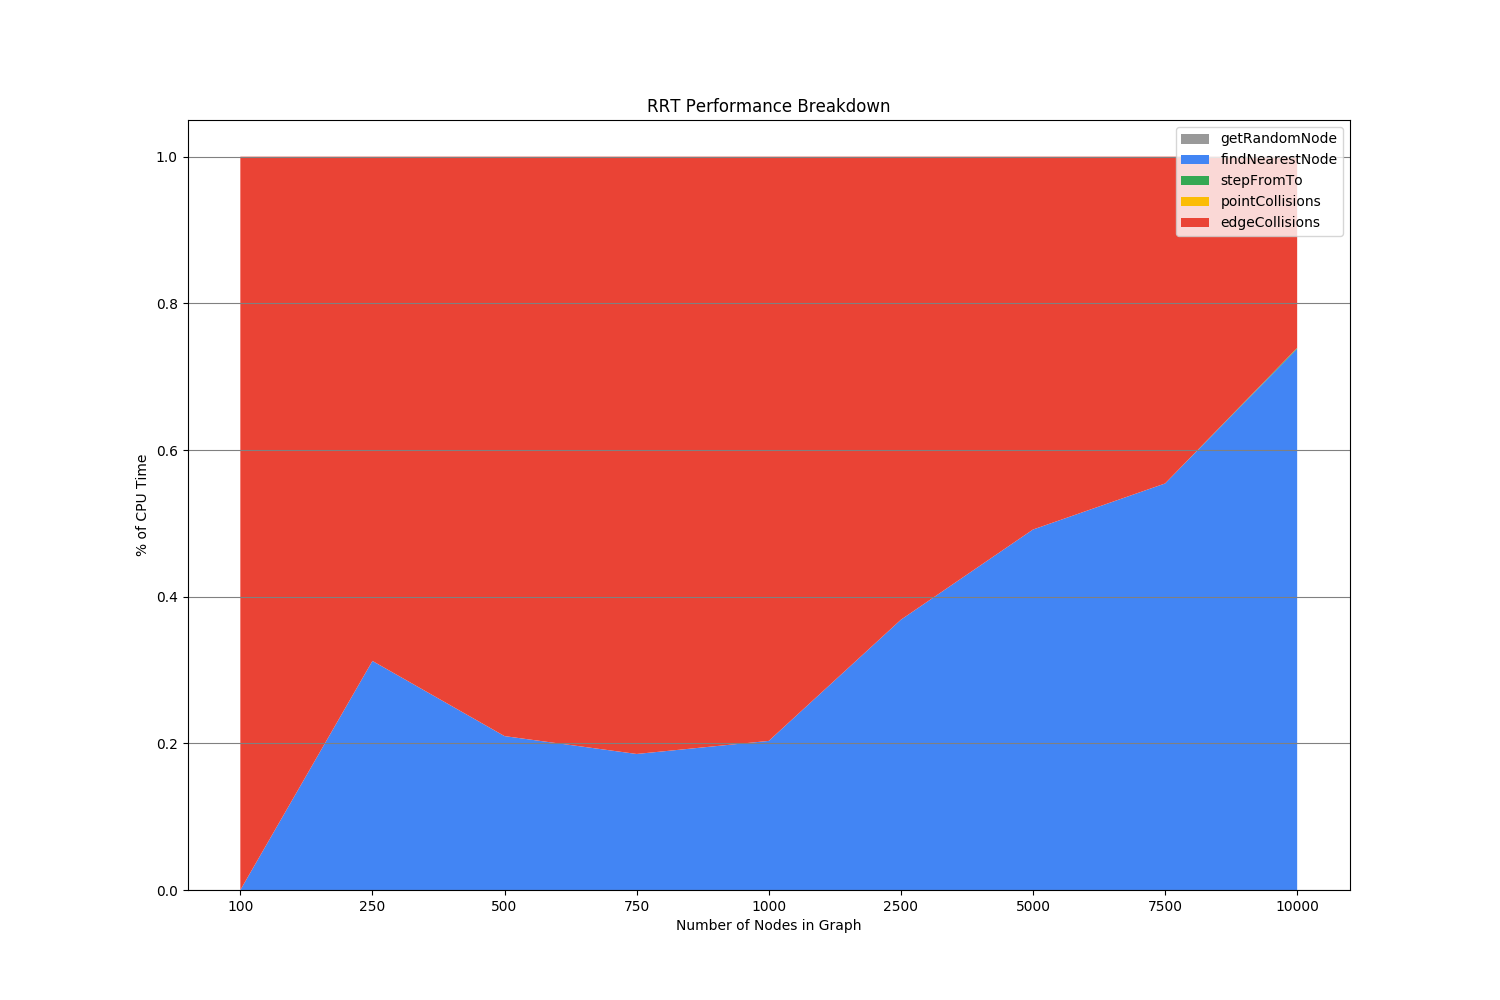 RRT Performance Breakdown
getRandomNode
findNearestNode
stepFromTo
pointCollisions
edgeCollisions
1.0
0.8
0.6
0.4
0.2
0.0
% of CPU Time
100 250 500 750 1000 2500 5000 7500 10000
Number of Nodes in Graph